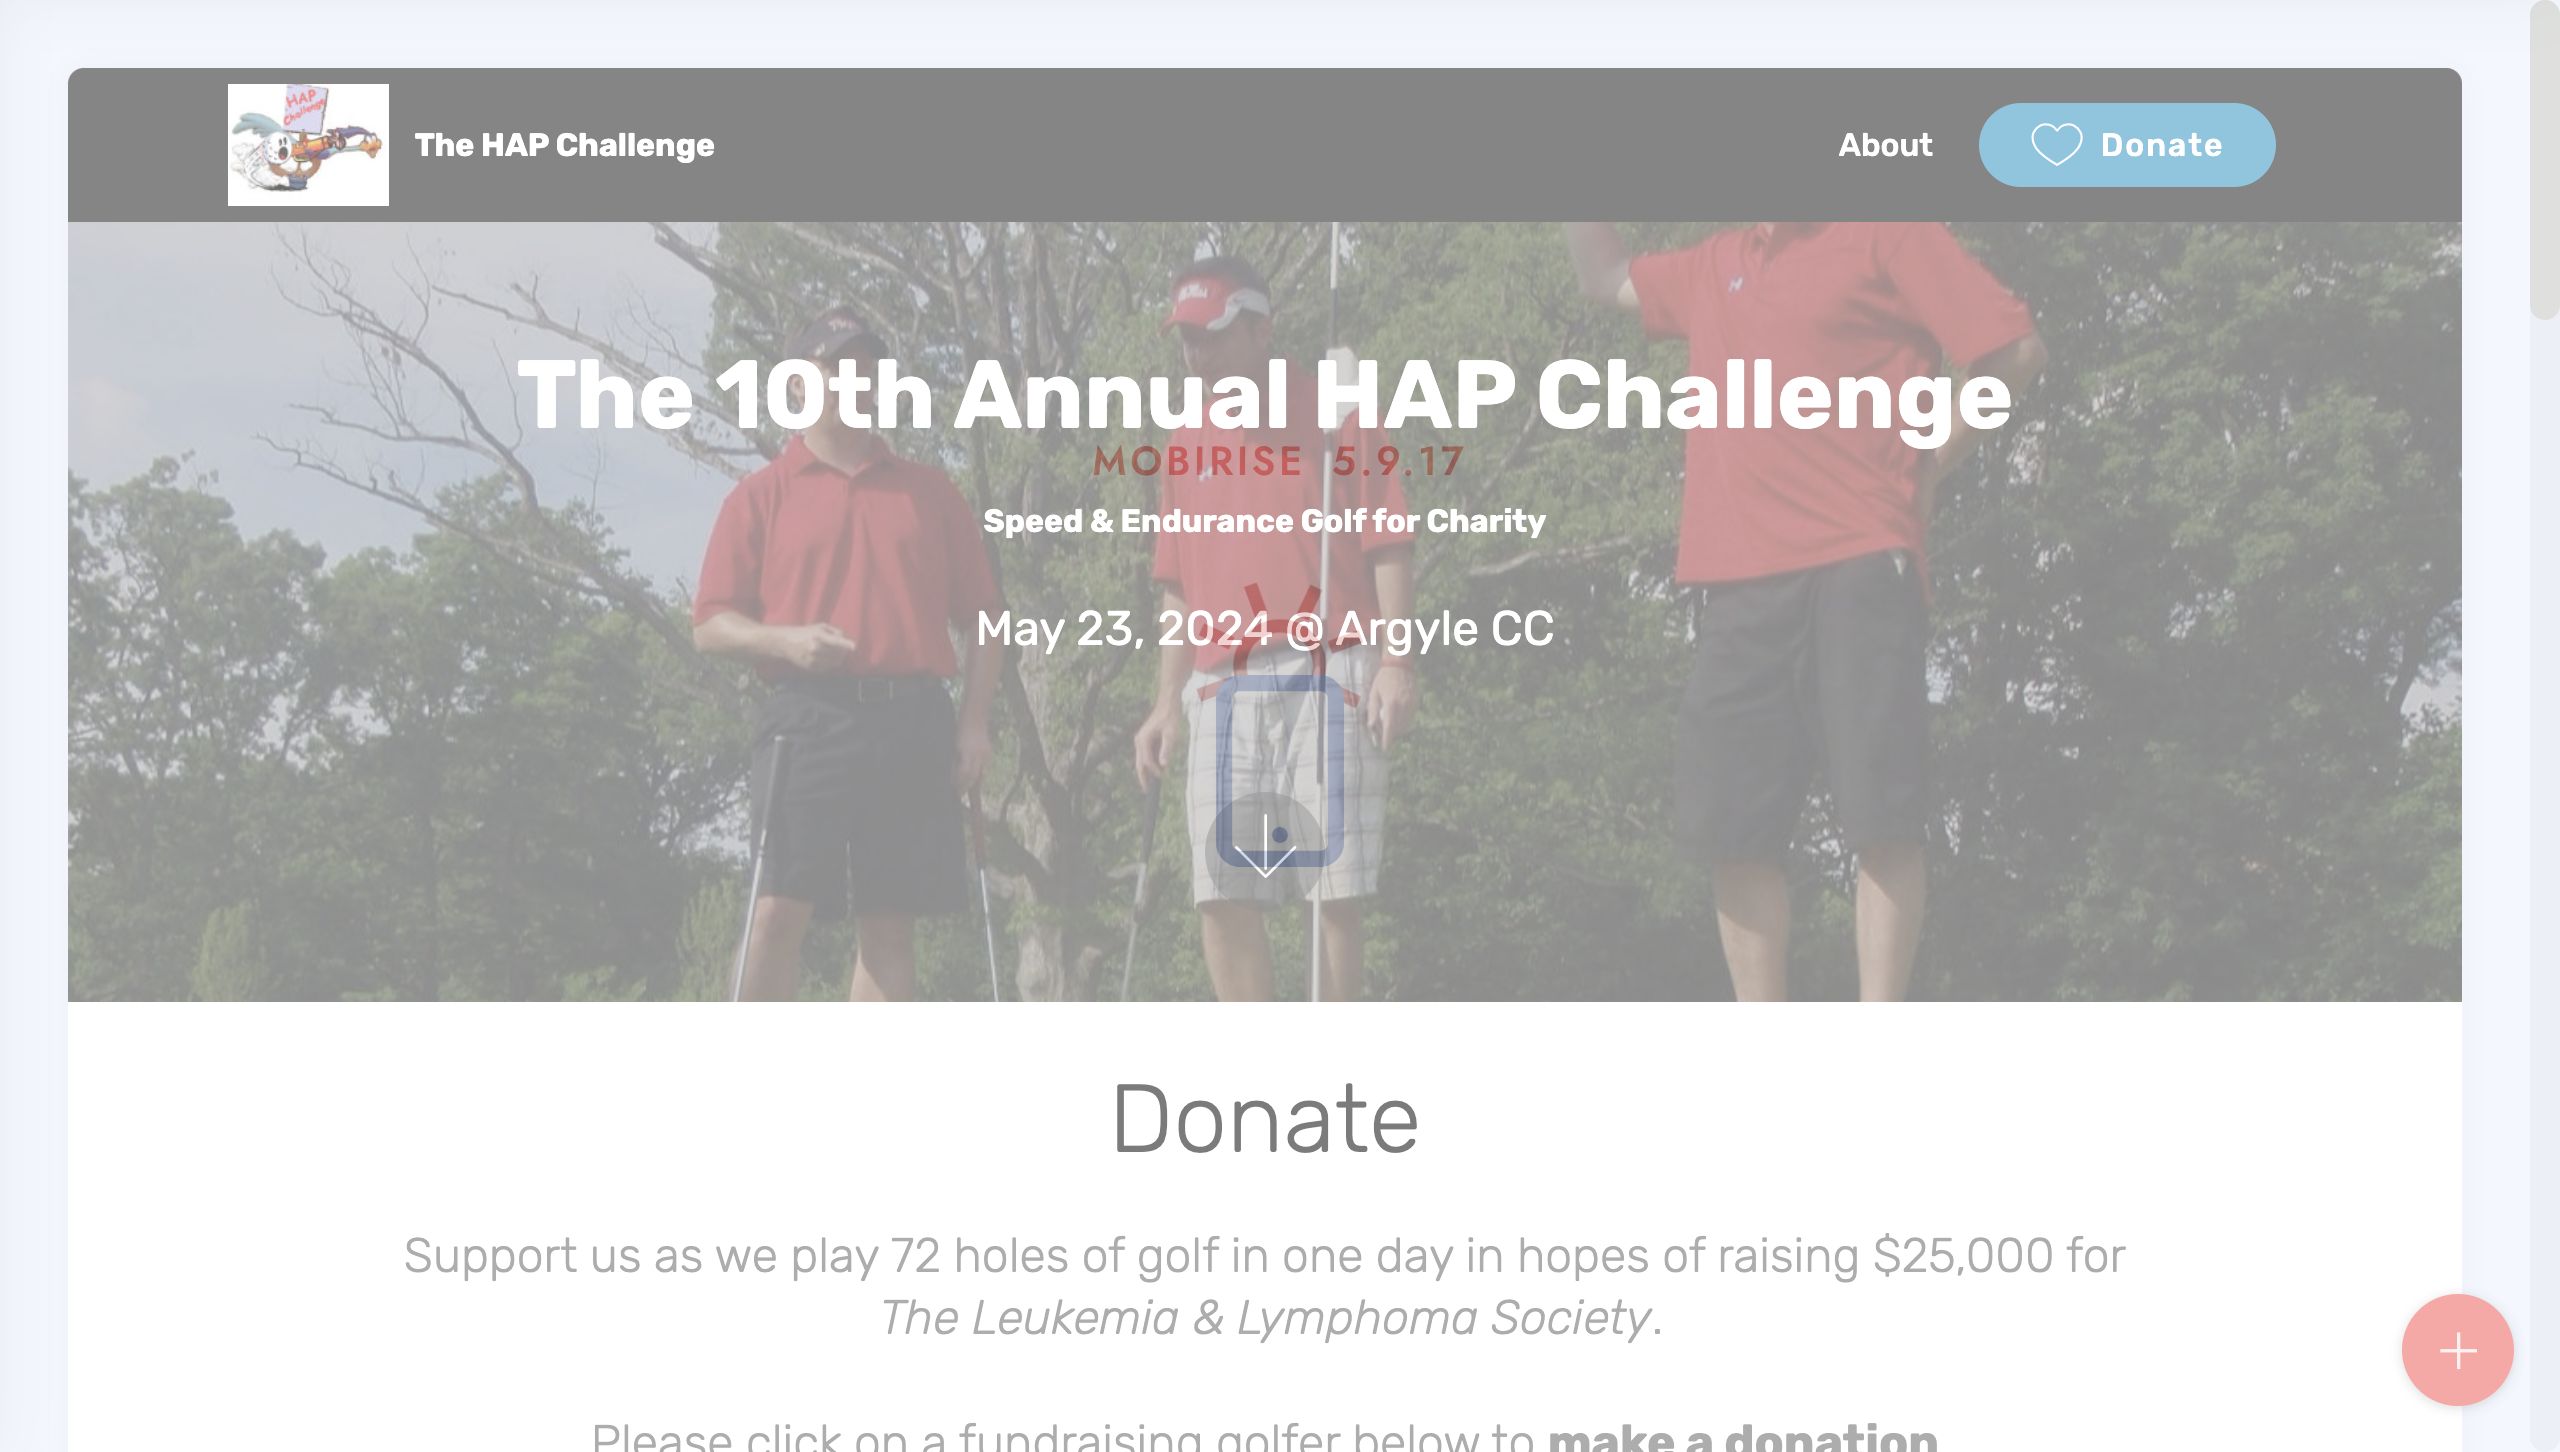 HAP
Challenge
The HAP Challenge
About
Donate
The 10th Annual HAP Challenge
MOBIRISE 5.9.17
Speed & Endurance Golf for Charity
May 23, 2024 @ Argyle CC
Donate
Support us as we play 72 holes of golf in one day in hopes of raising $25,000 for
The Leukemia & Lymphoma Society.
Please click on a fundraising golfer below to make a donation